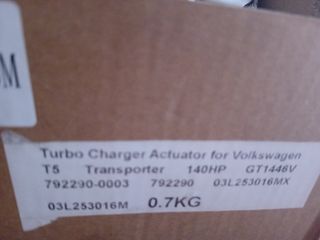 M
Turbo Charger Actuator for Volkswagen
T5 Transporter 140HP GT1446V
792290-0003 792290 03L253016MX
03L253016M 0.7KG